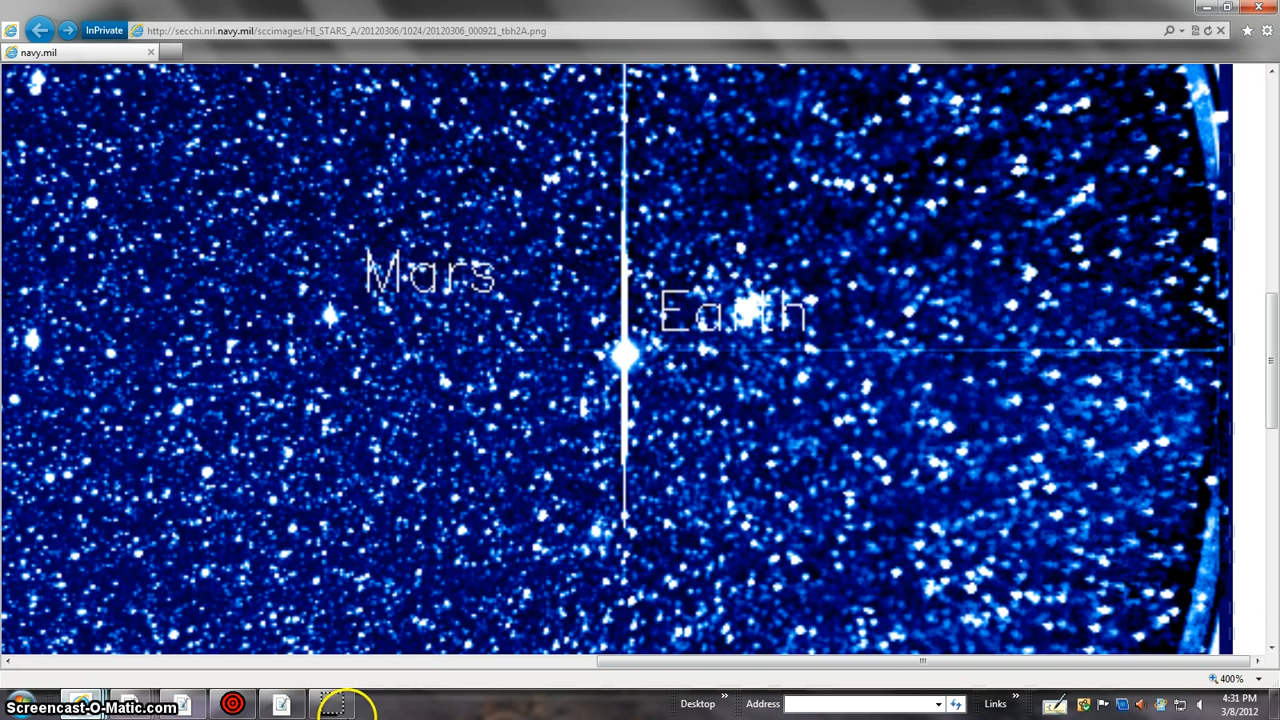 InPrivate
http://secchi.nrl.navy.mil/sccimages/HI_STARS_A/20120306/1024/20120306_000921_tbh2A.png
navy.mil
Mars
Earth
400%
Screencast-O-Matic.com
Desktop
»
Address
Links
»
4:31 PM
3/8/2012